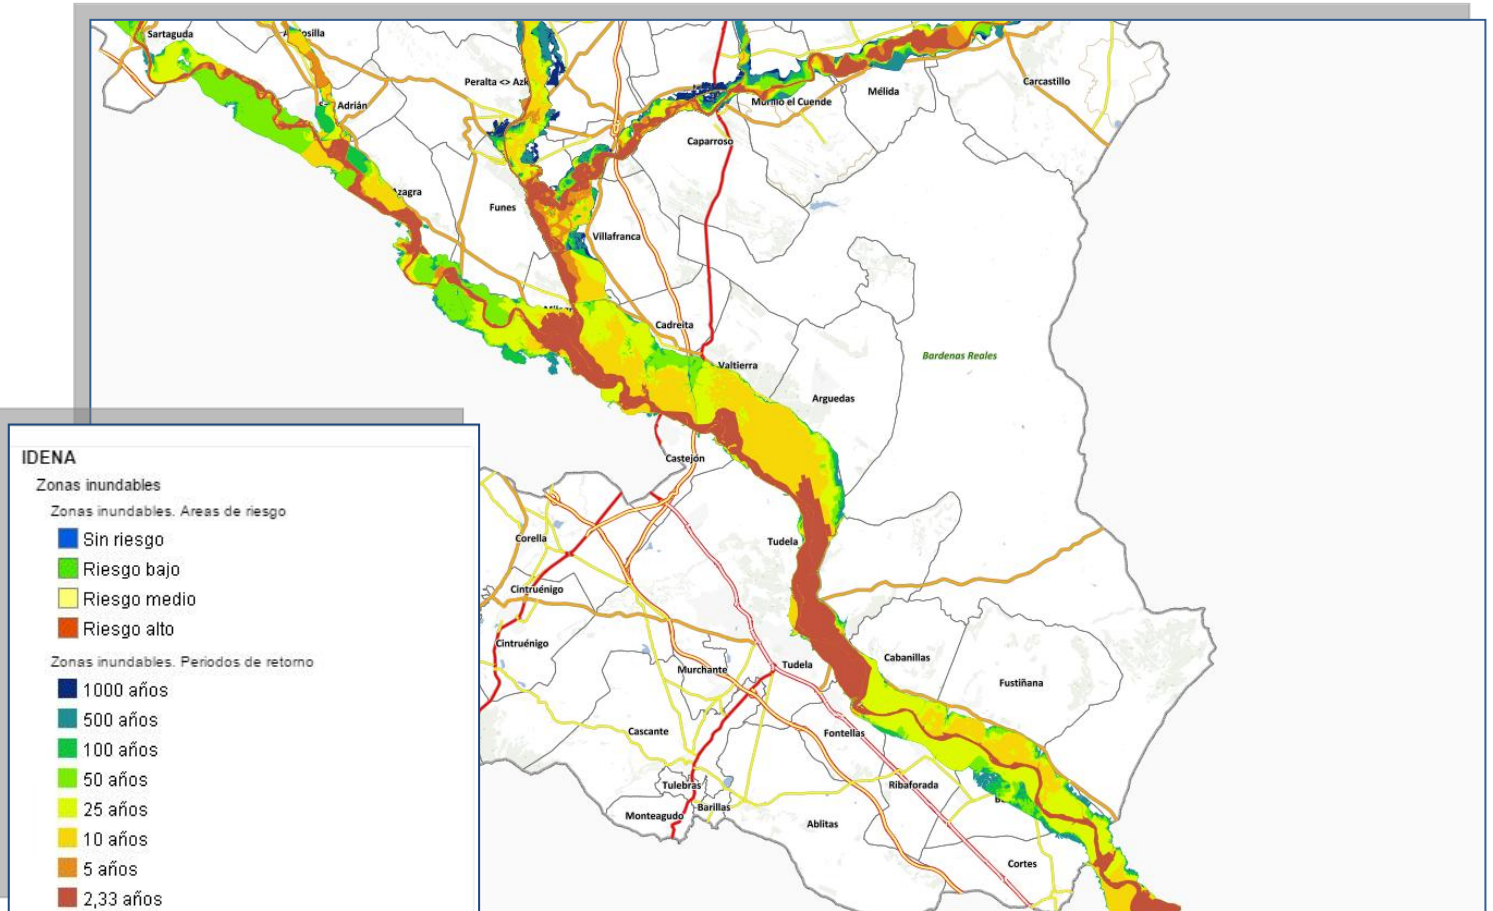 Sartaguda
Peralta <> Azk
Adrián
Carcastillo
Mélida
Murillo el Cuende
Caparroso
Azagra
Funes
Villafranca
Cadreita
Valtierra
Bardenas Reales
Arguedas
Castejón
Corella
Tudela
Cintruénigo
Cintruénigo
Murchante
Tudela
Cabanillas
Fustiñana
Cascante
Fontellas
Tulebras
Ribaforada
Barillas
Monteagudo
Ablitas
Cortes
IDENA
Zonas inundables
Zonas inundables. Areas de riesgo
Sin riesgo
Riesgo bajo
Riesgo medio
Riesgo alto
Zonas inundables. Periodos de retorno
1000 años
500 años
100 años
50 años
25 años
10 años
5 años
2,33 años